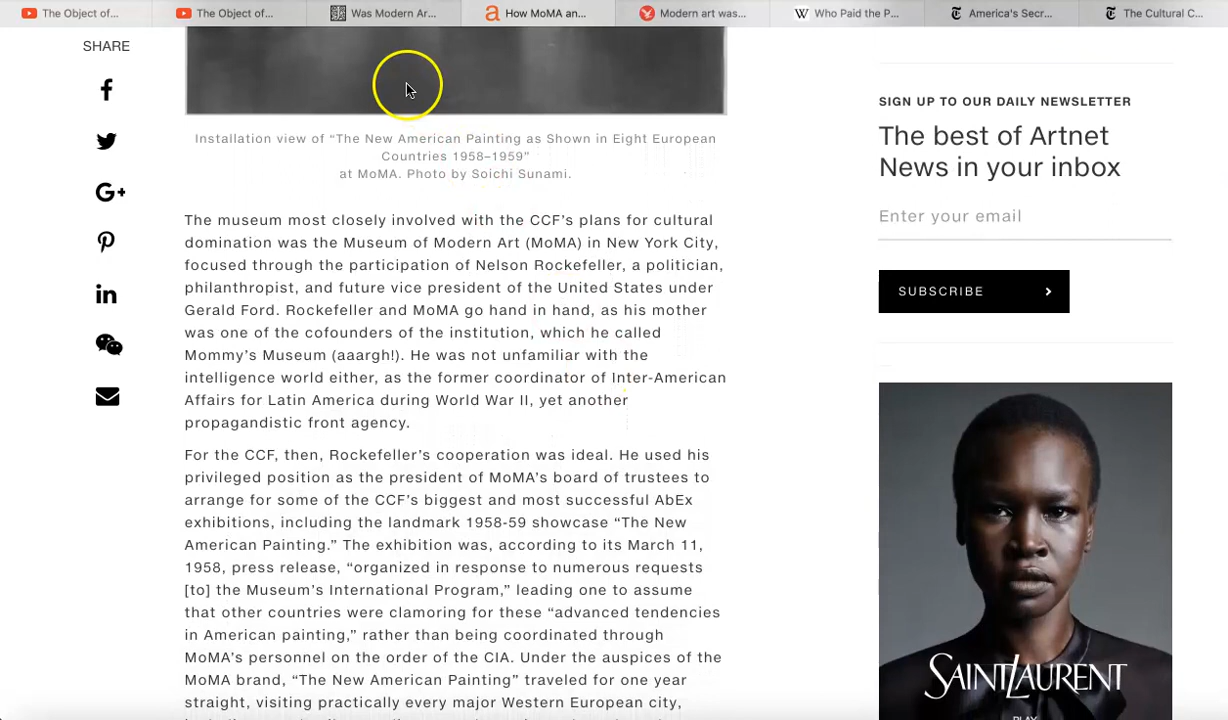 The Object of...
The Object of...
Was Modern Ar...
How MoMA an...
Modern art was...
Who Paid the P...
America's Secr...
The Cultural C...
SHARE
Installation view of “The New American Painting as Shown in Eight European
Countries 1958–1959”
at MoMA. Photo by Soichi Sunami.
The museum most closely involved with the CCF’s plans for cultural
domination was the Museum of Modern Art (MoMA) in New York City,
focused through the participation of Nelson Rockefeller, a politician,
philanthropist, and future vice president of the United States under
Gerald Ford. Rockefeller and MoMA go hand in hand, as his mother
was one of the cofounders of the institution, which he called
Mommy’s Museum (aaargh!). He was not unfamiliar with the
intelligence world either, as the former coordinator of Inter-American
Affairs for Latin America during World War II, yet another
propagandistic front agency.
For the CCF, then, Rockefeller’s cooperation was ideal. He used his
privileged position as the president of MoMA’s board of trustees to
arrange for some of the CCF’s biggest and most successful AbEx
exhibitions, including the landmark 1958-59 showcase “The New
American Painting.” The exhibition was, according to its March 11,
1958, press release, “organized in response to numerous requests
[to] the Museum’s International Program,” leading one to assume
that other countries were clamoring for these “advanced tendencies
in American painting,” rather than being coordinated through
MoMA’s personnel on the order of the CIA. Under the auspices of the
MoMA brand, “The New American Painting” traveled for one year
straight, visiting practically every major Western European city,
SIGN UP TO OUR DAILY NEWSLETTER
The best of Artnet
News in your inbox
Enter your email
SUBSCRIBE
SAINT LAURENT
PLAY